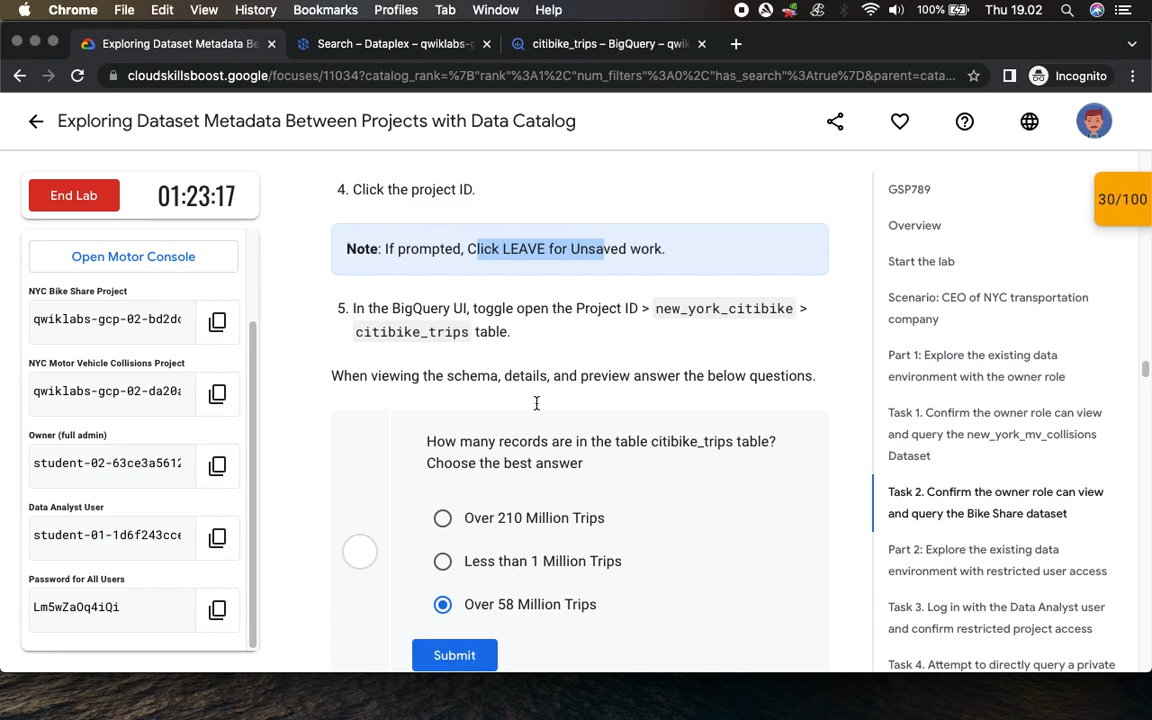 Chrome File Edit View History Bookmarks Profiles Tab Window Help 100% Thu 19.02
Exploring Dataset Metadata Be Search – Dataplex – qwiklabs-g citibike_trips – BigQuery – qwik
cloudskillsboost.google/focuses/11034?catalog_rank=%7B"rank"%3A1%2C"num_filters"%3A0%2C"has_search"%3Atrue%7D&parent=cata... Incognito
Exploring Dataset Metadata Between Projects with Data Catalog
End Lab 01:23:17
Open Motor Console
NYC Bike Share Project
qwiklabs-gcp-02-bd2dc
NYC Motor Vehicle Collisions Project
qwiklabs-gcp-02-da20a
Owner (full admin)
student-02-63ce3a5612
Data Analyst User
student-01-1d6f243cce
Password for All Users
Lm5wZaOq4iQi
4. Click the project ID.
Note: If prompted, Click LEAVE for Unsaved work.
5. In the BigQuery UI, toggle open the Project ID > new_york_citibike >
citibike_trips table.
When viewing the schema, details, and preview answer the below questions.
How many records are in the table citibike_trips table?
Choose the best answer
Over 210 Million Trips
Less than 1 Million Trips
Over 58 Million Trips
Submit
GSP789
Overview
Start the lab
Scenario: CEO of NYC transportation
company
Part 1: Explore the existing data
environment with the owner role
Task 1. Confirm the owner role can view
and query the new_york_mv_collisions
Dataset
Task 2. Confirm the owner role can view
and query the Bike Share dataset
Part 2: Explore the existing data
environment with restricted user access
Task 3. Log in with the Data Analyst user
and confirm restricted project access
Task 4. Attempt to directly query a private
30/100